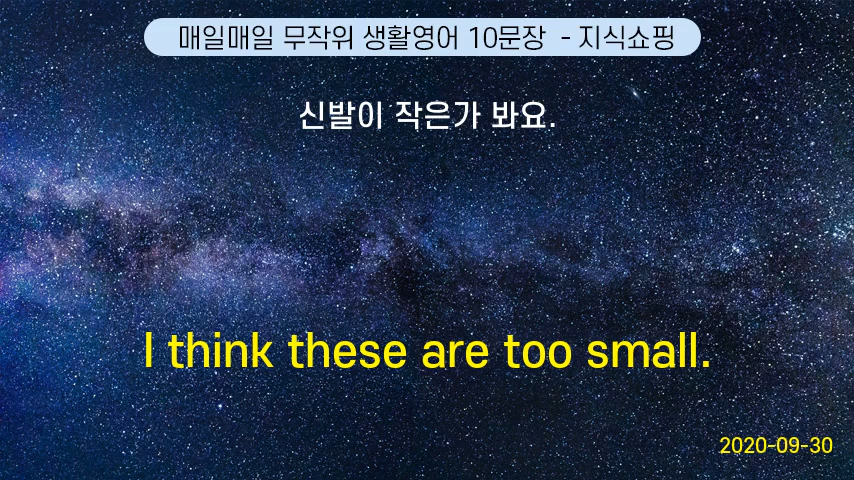 매일매일 무작위 생활영어 10문장 - 지식쇼핑
신발이 작은가 봐요.
I think these are too small.
2020-09-30